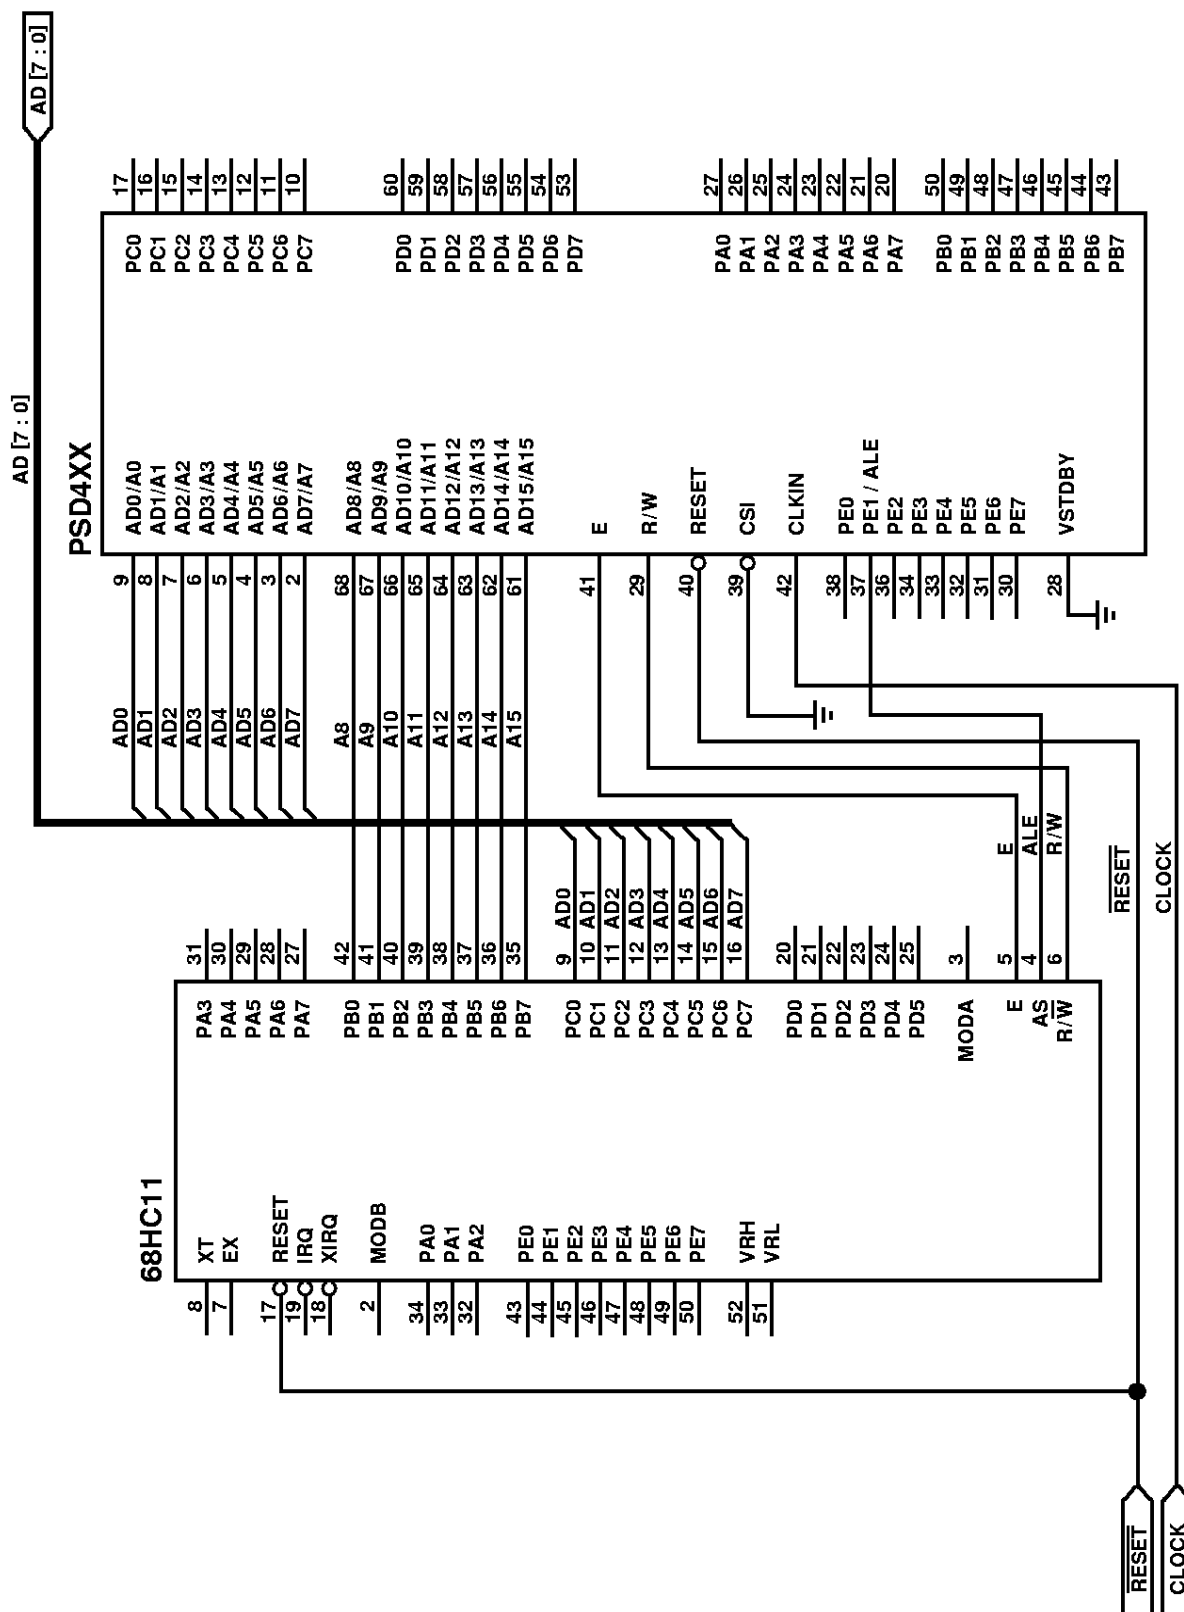 AD [7 : 0]
AD [7 : 0]
68HC11
8 XT
7 EX
17 RESET
19 IRQ
18 XIRQ
2 MODB
34 PA0
33 PA1
32 PA2
43 PE0
44 PE1
45 PE2
46 PE3
47 PE4
48 PE5
49 PE6
50 PE7
52 VRH
51 VRL
PA3 31
PA4 30
PA5 29
PA6 28
PA7 27
PB0 42
PB1 41
PB2 40
PB3 39
PB4 38
PB5 37
PB6 36
PB7 35
PC0 9 AD0
PC1 10 AD1
PC2 11 AD2
PC3 12 AD3
PC4 13 AD4
PC5 14 AD5
PC6 15 AD6
PC7 16 AD7
PD0 20
PD1 21
PD2 22
PD3 23
PD4 24
PD5 25
MODA 3
E 5 E
AS 4 ALE
R/W 6 R/W
PSD4XX
AD0 9 AD0/A0
AD1 8 AD1/A1
AD2 7 AD2/A2
AD3 6 AD3/A3
AD4 5 AD4/A4
AD5 4 AD5/A5
AD6 3 AD6/A6
AD7 2 AD7/A7
A8 68 AD8/A8
A9 67 AD9/A9
A10 66 AD10/A10
A11 65 AD11/A11
A12 64 AD12/A12
A13 63 AD13/A13
A14 62 AD14/A14
A15 61 AD15/A15
41 E
29 R/W
40 RESET
39 CSI
42 CLKIN
38 PE0
37 PE1 / ALE
36 PE2
34 PE3
33 PE4
32 PE5
31 PE6
30 PE7
28 VSTDBY
PC0 17
PC1 16
PC2 15
PC3 14
PC4 13
PC5 12
PC6 11
PC7 10
PD0 60
PD1 59
PD2 58
PD3 57
PD4 56
PD5 55
PD6 54
PD7 53
PA0 27
PA1 26
PA2 25
PA3 24
PA4 23
PA5 22
PA6 21
PA7 20
PB0 50
PB1 49
PB2 48
PB3 47
PB4 46
PB5 45
PB6 44
PB7 43
RESET RESET
CLOCK CLOCK